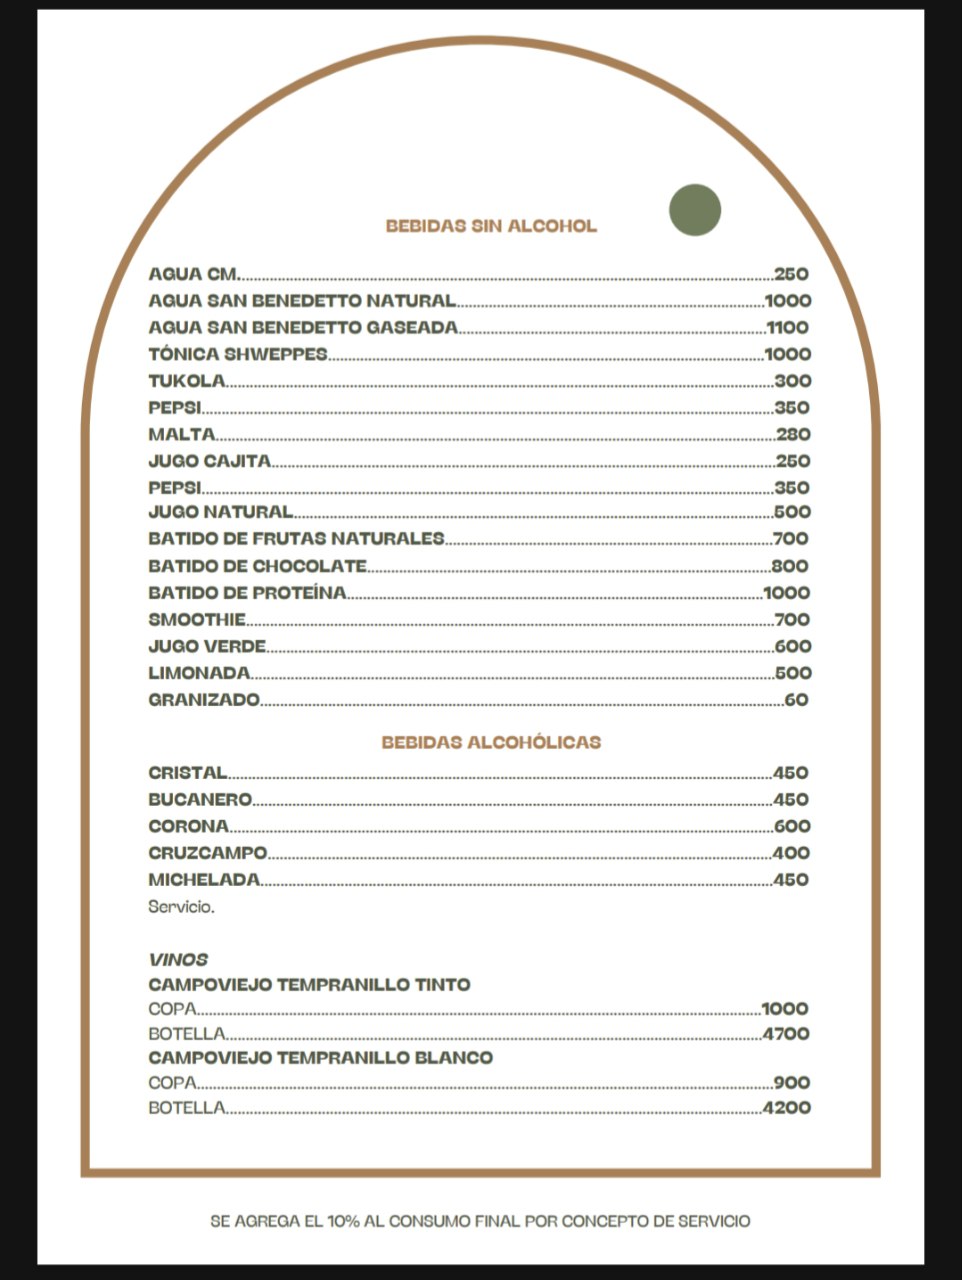 BEBIDAS SIN ALCOHOL
AGUA CM.........250
AGUA SAN BENEDETTO NATURAL.........1000
AGUA SAN BENEDETTO GASEADA.........1100
TÓNICA SHWEPPES.........1000
TUKOLA.........300
PEPSI.........350
MALTA.........280
JUGO CAJITA.........250
PEPSI.........350
JUGO NATURAL.........500
BATIDO DE FRUTAS NATURALES.........700
BATIDO DE CHOCOLATE.........800
BATIDO DE PROTEÍNA.........1000
SMOOTHIE.........700
JUGO VERDE.........600
LIMONADA.........500
GRANIZADO.........60
BEBIDAS ALCOHÓLICAS
CRISTAL.........450
BUCANERO.........450
CORONA.........600
CRUZCAMPO.........400
MICHELADA.........450
Servicio.
VINOS
CAMPOVIEJO TEMPRANILLO TINTO
COPA.........1000
BOTELLA.........4700
CAMPOVIEJO TEMPRANILLO BLANCO
COPA.........900
BOTELLA.........4200
SE AGREGA EL 10% AL CONSUMO FINAL POR CONCEPTO DE SERVICIO